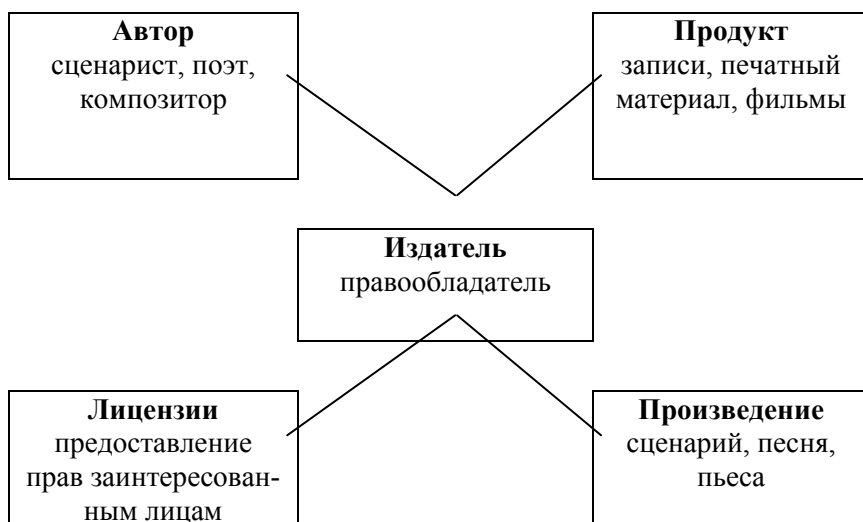 Автор
сценарист, поэт,
композитор
Продукт
записи, печатный
материал, фильмы
Издатель
правообладатель
Лицензии
предоставление
прав заинтересован-
ным лицам
Произведение
сценарий, песня,
пьеса